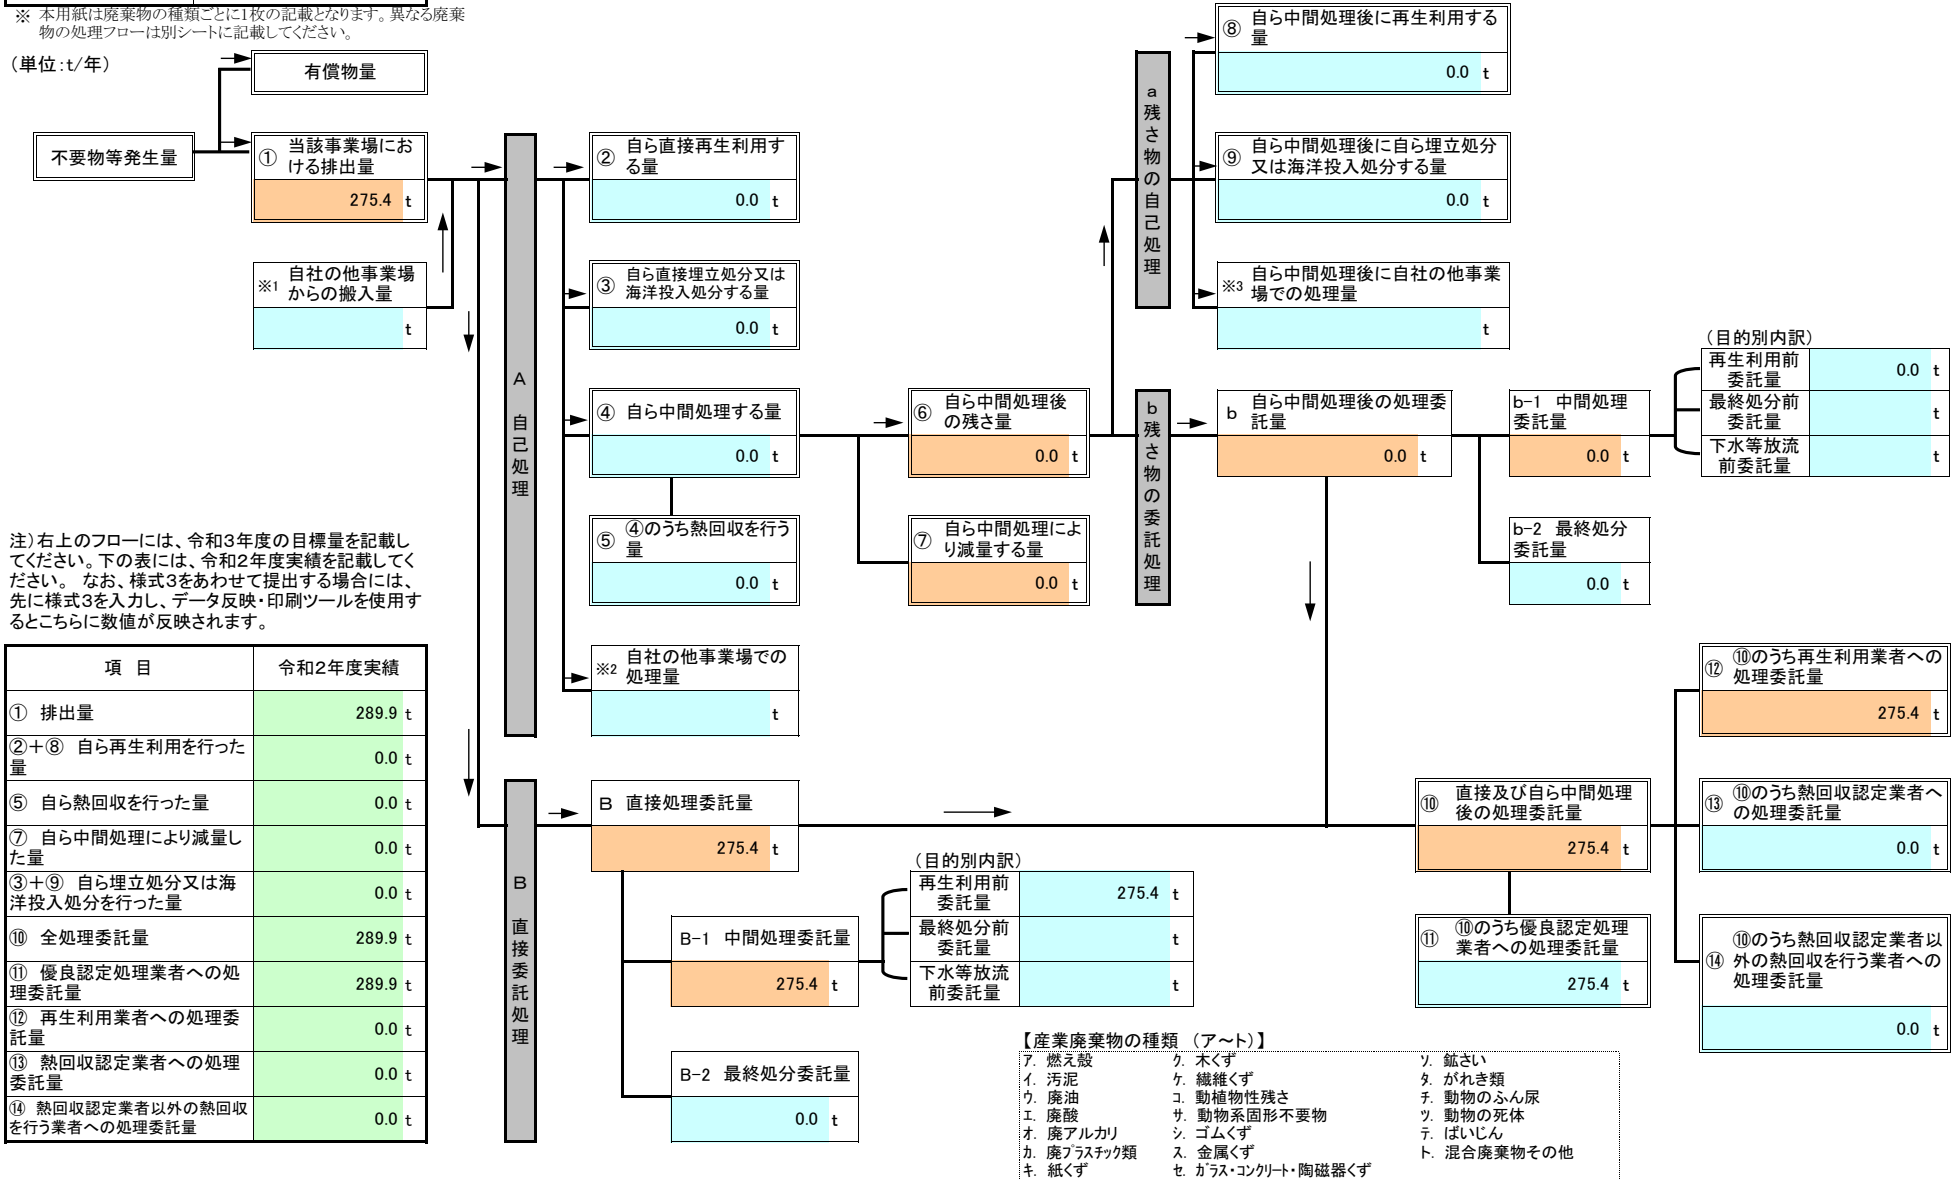 ※ 本用紙は廃棄物の種類ごとに1枚の記載となります。異なる廃棄
物の処理フローは別シートに記載してください。
（単位：t/年）
有償物量
不要物等発生量
① 当該事業場にお
ける排出量
275.4 t
※1 自社の他事業場
からの搬入量
t
A 自己処理
② 自ら直接再生利用す
る量
0.0 t
③ 自ら直接埋立処分又は
海洋投入処分する量
0.0 t
④ 自ら中間処理する量
0.0 t
⑤ ④のうち熱回収を行う
量
0.0 t
※2 自社の他事業場での
処理量
t
⑥ 自ら中間処理後
の残さ量
0.0 t
⑦ 自ら中間処理によ
り減量する量
0.0 t
a 残さ物の自己処理
⑧ 自ら中間処理後に再生利用する
量
0.0 t
⑨ 自ら中間処理後に自ら埋立処分
又は海洋投入処分する量
0.0 t
※3 自ら中間処理後に自社の他事業
場での処理量
t
b 残さ物の委託処理
b 自ら中間処理後の処理委
託量
0.0 t
b-1 中間処理
委託量
0.0 t
b-2 最終処分
委託量
0.0 t
（目的別内訳）
再生利用前
委託量
0.0 t
最終処分前
委託量
t
下水等放流
前委託量
t
注）右上のフローには、令和3年度の目標量を記載し
てください。下の表には、令和2年度実績を記載してく
ださい。 なお、様式3をあわせて提出する場合には、
先に様式3を入力し、データ反映・印刷ツールを使用す
るとこちらに数値が反映されます。
項 目 令和2年度実績
① 排出量 289.9 t
②＋⑧ 自ら再生利用を行った
量 0.0 t
⑤ 自ら熱回収を行った量 0.0 t
⑦ 自ら中間処理により減量し
た量 0.0 t
③＋⑨ 自ら埋立処分又は海
洋投入処分を行った量 0.0 t
⑩ 全処理委託量 289.9 t
⑪ 優良認定処理業者への処
理委託量 289.9 t
⑫ 再生利用業者への処理委
託量 0.0 t
⑬ 熱回収認定業者への処理
委託量 0.0 t
⑭ 熱回収認定業者以外の熱回収
を行う業者への処理委託量 0.0 t
B 直接委託処理
B 直接処理委託量
275.4 t
B-1 中間処理委託量
275.4 t
B-2 最終処分委託量
0.0 t
（目的別内訳）
再生利用前
委託量
275.4 t
最終処分前
委託量
t
下水等放流
前委託量
t
⑩ 直接及び自ら中間処理
後の処理委託量
275.4 t
⑪ ⑩のうち優良認定処理
業者への処理委託量
275.4 t
⑫ ⑩のうち再生利用業者への
処理委託量
275.4 t
⑬ ⑩のうち熱回収認定業者へ
の処理委託量
0.0 t
⑭ ⑩のうち熱回収認定業者以
外の熱回収を行う業者への
処理委託量
0.0 t
【産業廃棄物の種類 （ア～ト）】
ア. 燃え殻 ク. 木くず ソ. 鉱さい
イ. 汚泥 ケ. 繊維くず タ. がれき類
ウ. 廃油 コ. 動植物性残さ チ. 動物のふん尿
エ. 廃酸 サ. 動物系固形不要物 ツ. 動物の死体
オ. 廃アルカリ シ. ゴムくず テ. ばいじん
カ. 廃プラスチック類 ス. 金属くず ト. 混合廃棄物その他
キ. 紙くず セ. ガラス・コンクリート・陶磁器くず